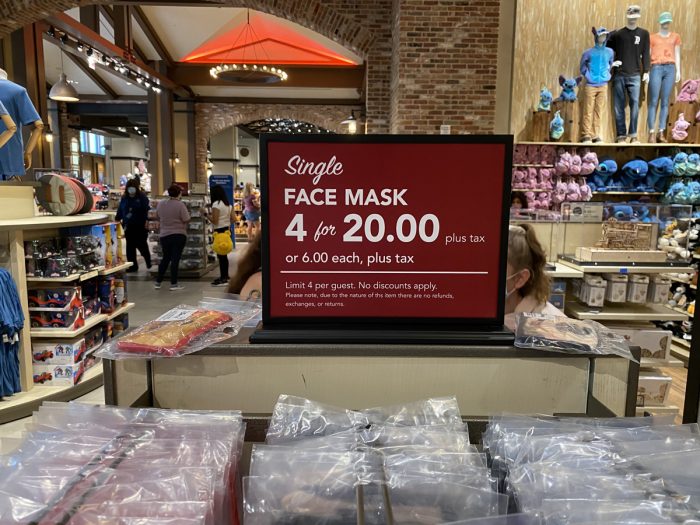 Single
FACE MASK
4 for 20.00 plus tax
or 6.00 each, plus tax
Limit 4 per guest. No discounts apply.
Please note, due to the nature of ths item there are no refunds,
exchanges, or returns.